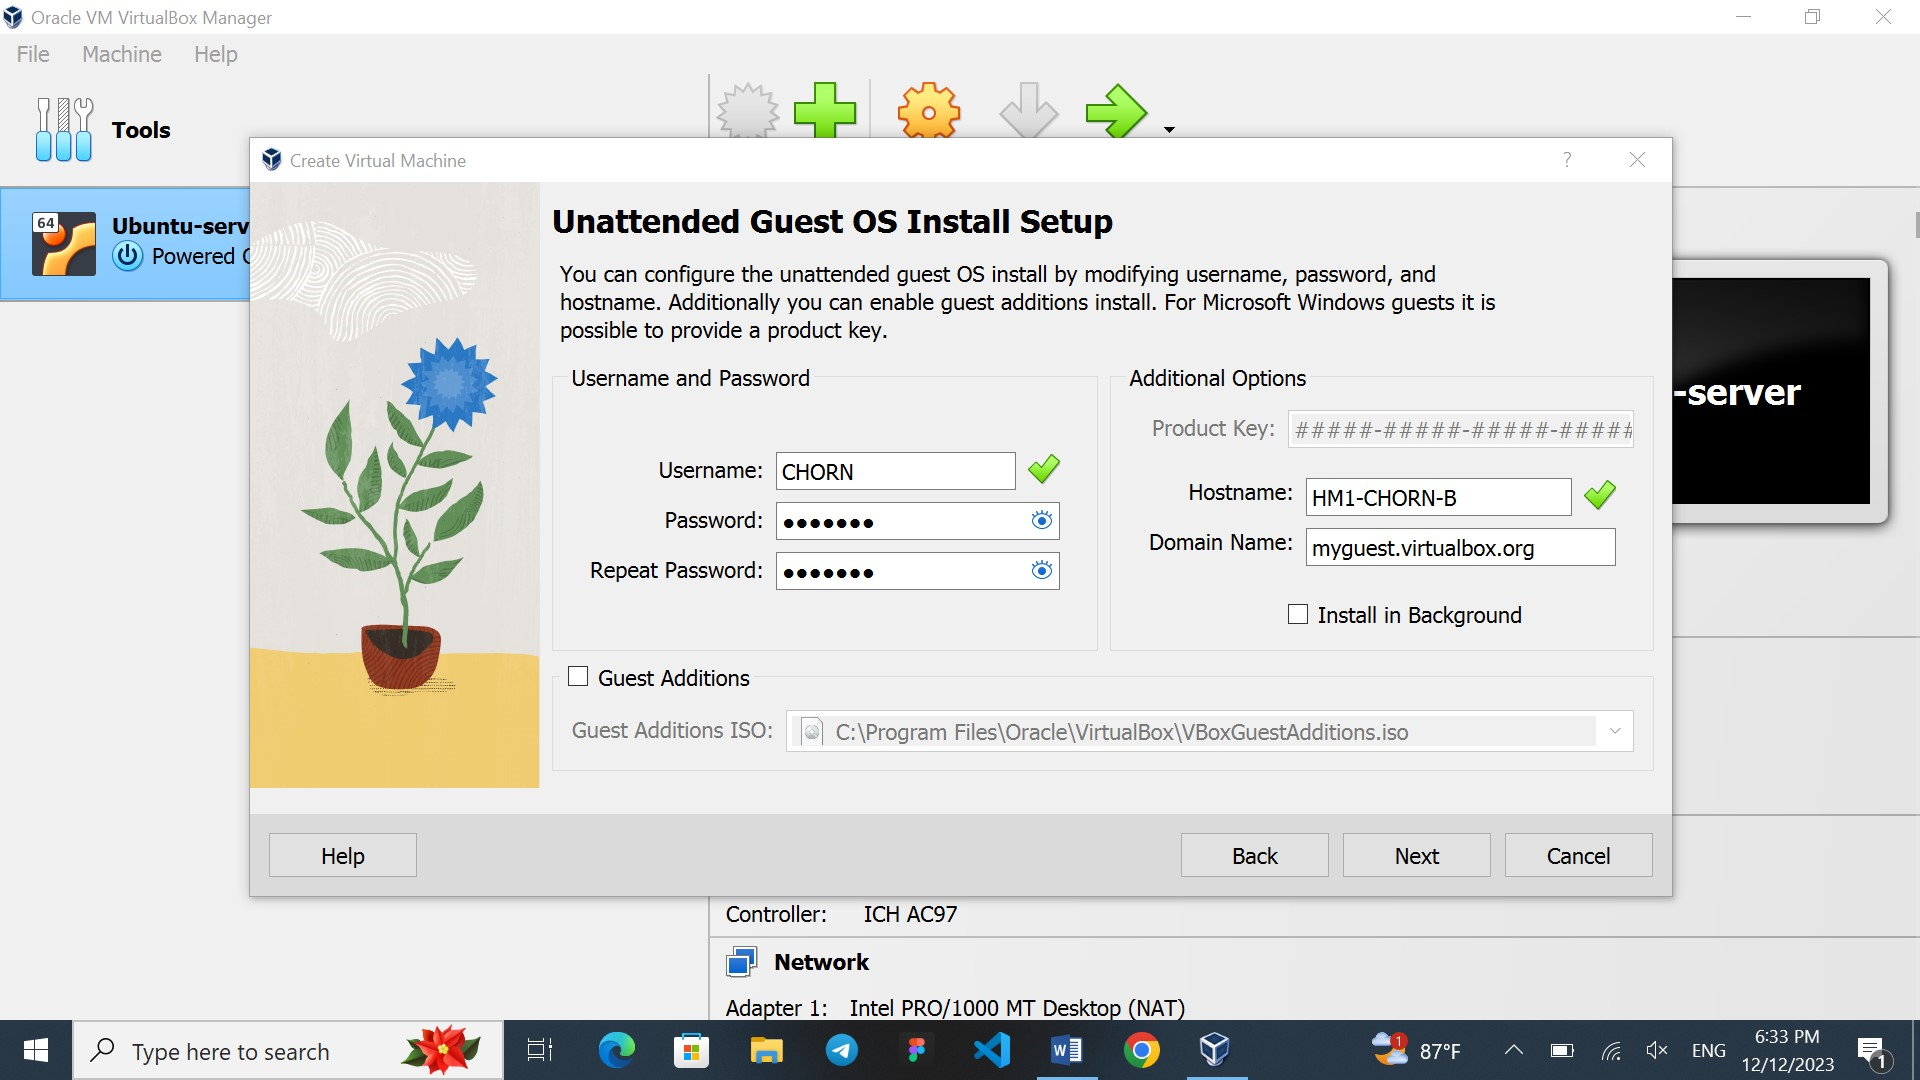 Oracle VM VirtualBox Manager
File Machine Help
Tools
64
Ubuntu-serv
Powered
Create Virtual Machine
?
Unattended Guest OS Install Setup
You can configure the unattended guest OS install by modifying username, password, and
hostname. Additionally you can enable guest additions install. For Microsoft Windows guests it is
possible to provide a product key.
Username and Password
Username: CHORN
Password: ●●●●●●●
Repeat Password: ●●●●●●●
Additional Options
Product Key: #####-#####-#####-#####
Hostname: HM1-CHORN-B
Domain Name: myguest.virtualbox.org
Install in Background
Guest Additions
Guest Additions ISO: C:\Program Files\Oracle\VirtualBox\VBoxGuestAdditions.iso
Help Back Next Cancel
-server
Controller: ICH AC97
Network
Adapter 1: Intel PRO/1000 MT Desktop (NAT)
Type here to search
1
87°F
ENG
6:33 PM
12/12/2023
1